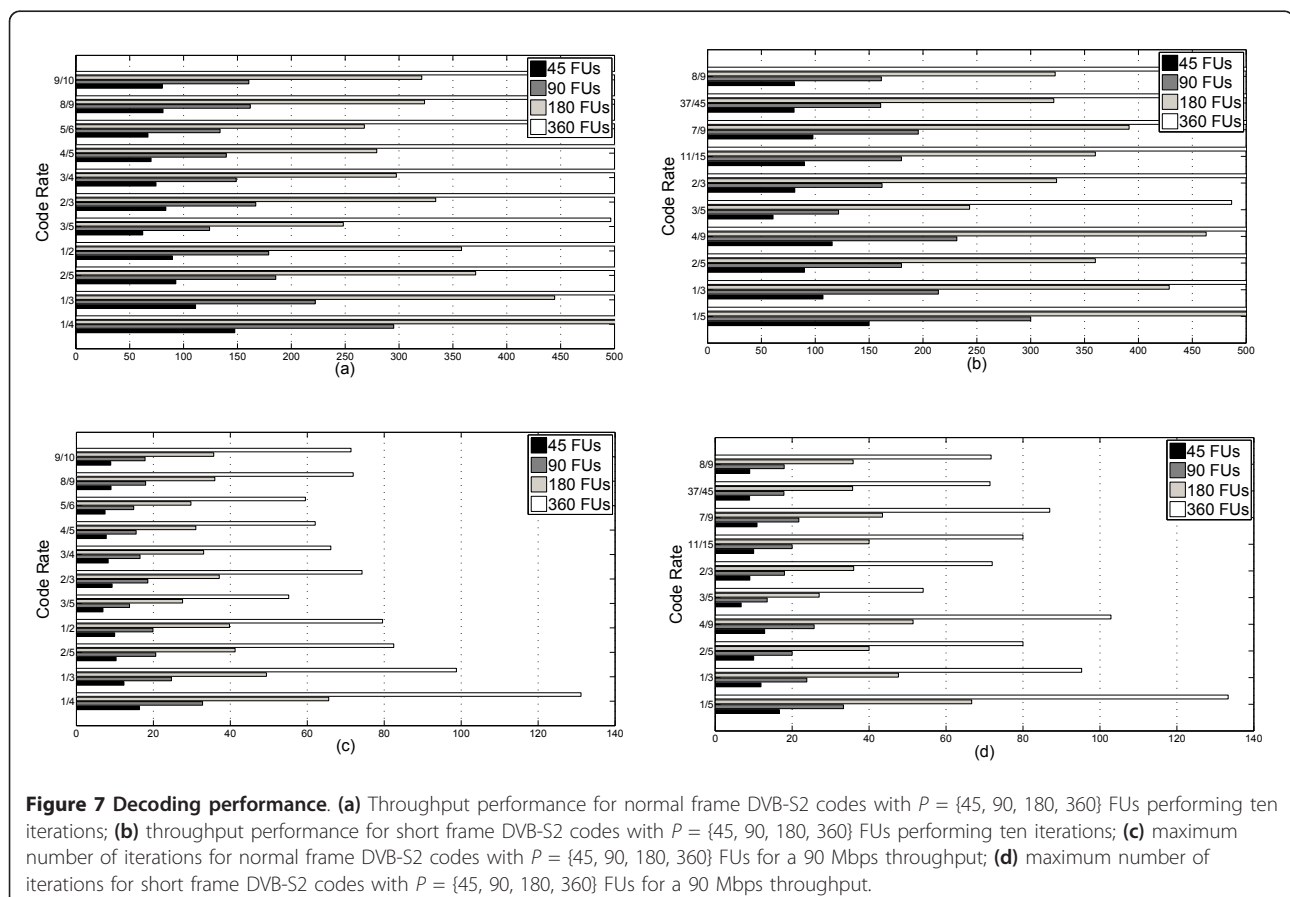 45 FUs
90 FUs
180 FUs
360 FUs
Code Rate
9/10
8/9
5/6
4/5
3/4
2/3
3/5
1/2
2/5
1/3
1/4
0 50 100 150 200 250 300 350 400 450 500
(a)
45 FUs
90 FUs
180 FUs
360 FUs
Code Rate
8/9
37/45
7/9
11/15
2/3
3/5
4/9
2/5
1/3
1/5
0 50 100 150 200 250 300 350 400 450 500
(b)
45 FUs
90 FUs
180 FUs
360 FUs
Code Rate
9/10
8/9
5/6
4/5
3/4
2/3
3/5
1/2
2/5
1/3
1/4
0 20 40 60 80 100 120 140
(c)
45 FUs
90 FUs
180 FUs
360 FUs
Code Rate
8/9
37/45
7/9
11/15
2/3
3/5
4/9
2/5
1/3
1/5
0 20 40 60 80 100 120 140
(d)
Figure 7 Decoding performance. (a) Throughput performance for normal frame DVB-S2 codes with P = {45, 90, 180, 360} FUs performing ten
iterations; (b) throughput performance for short frame DVB-S2 codes with P = {45, 90, 180, 360} FUs performing ten iterations; (c) maximum
number of iterations for normal frame DVB-S2 codes with P = {45, 90, 180, 360} FUs for a 90 Mbps throughput; (d) maximum number of
iterations for short frame DVB-S2 codes with P = {45, 90, 180, 360} FUs for a 90 Mbps throughput.